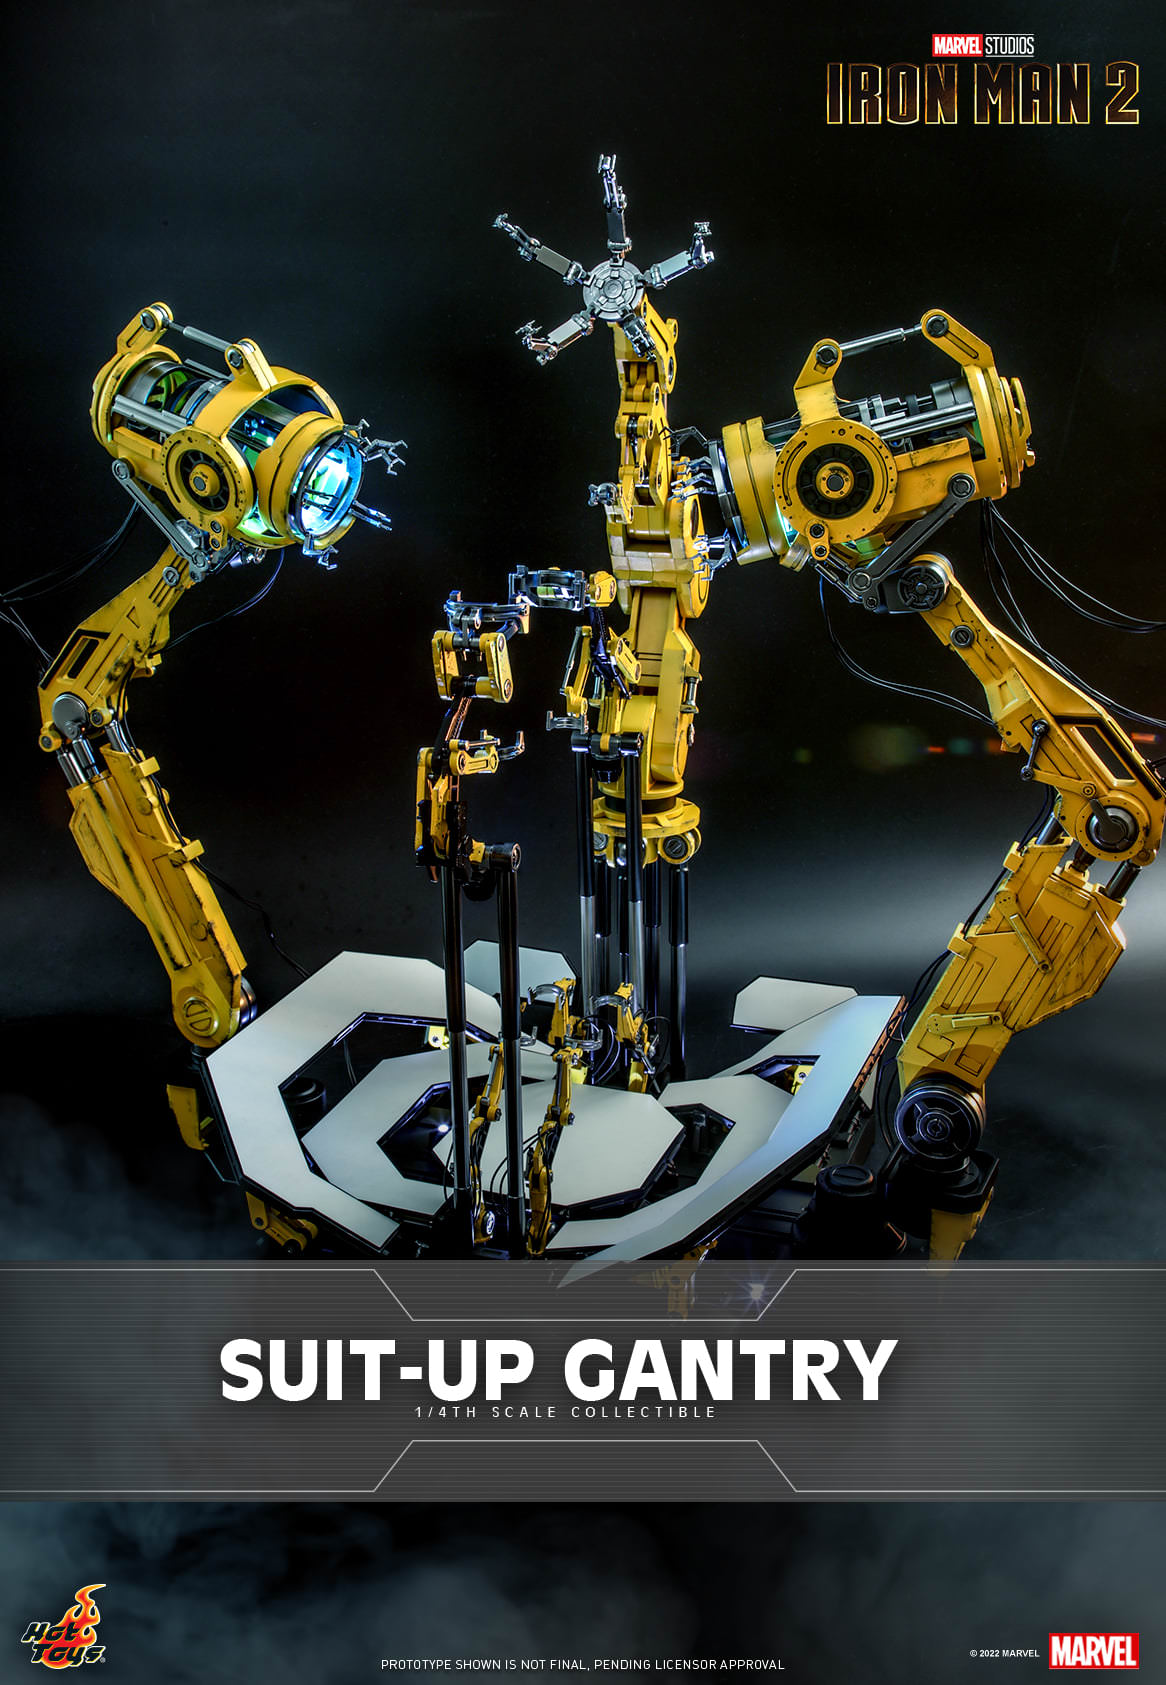 MARVEL STUDIOS
IRON MAN 2
SUIT-UP GANTRY
1/4TH SCALE COLLECTIBLE
Hot
Toys
PROTOTYPE SHOWN IS NOT FINAL, PENDING LICENSOR APPROVAL
© 2022 MARVEL
MARVEL